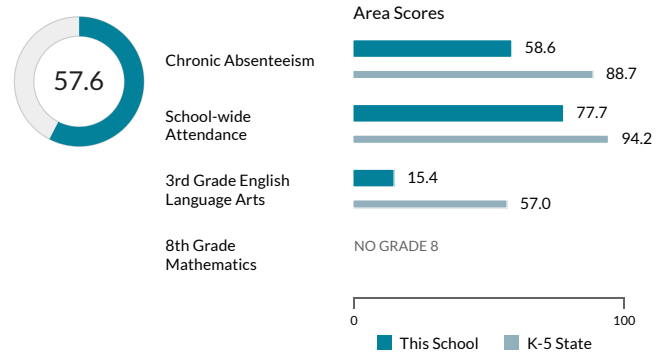 57.6
Area Scores
Chronic Absenteeism
58.6
88.7
School-wide
Attendance
77.7
94.2
3rd Grade English
Language Arts
15.4
57.0
8th Grade
Mathematics
NO GRADE 8
0
100
This School
K-5 State